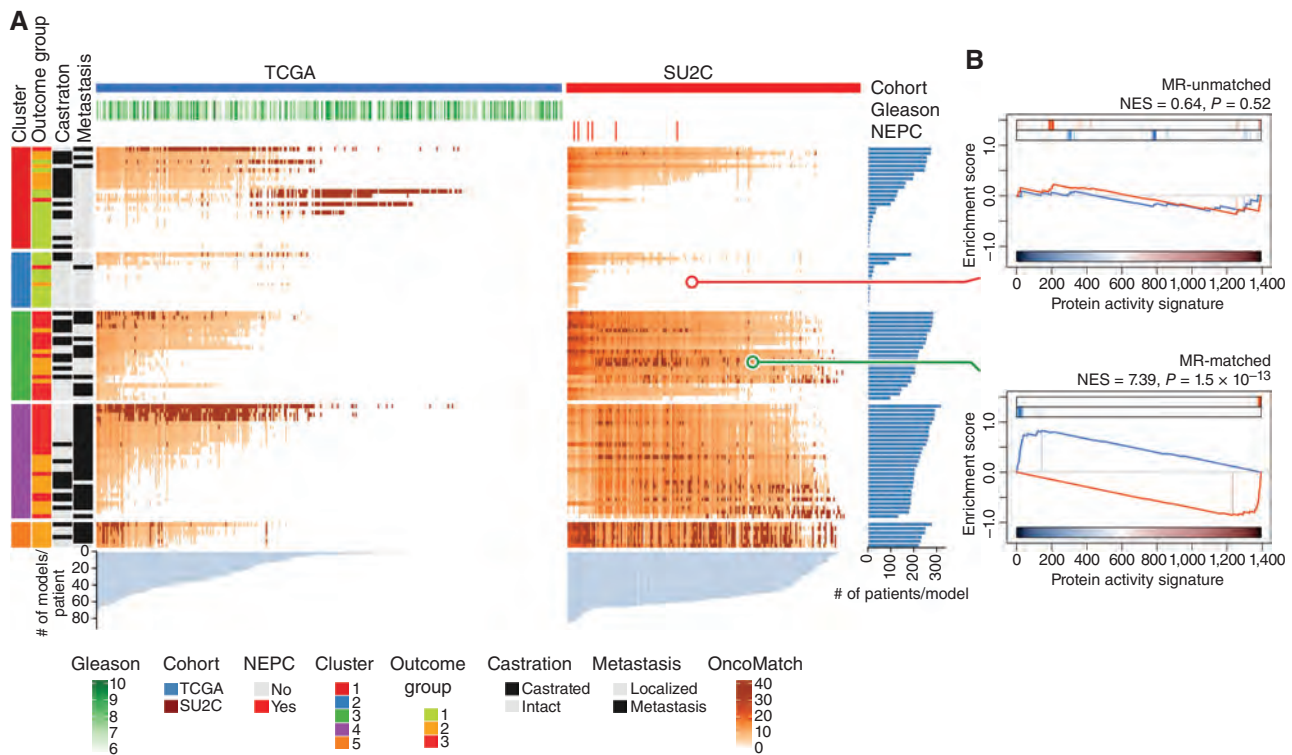 A
TCGA
SU2C
Cluster
Outcome group
Castraton
Metastasis
Cohort
Gleason
NEPC
0
20
40
60
80
# of models/
patient
0
100
200
300
# of patients/model
B
MR-unmatched
NES = 0.64, P = 0.52
Enrichment score
1.0
0.0
−1.0
0 200 400 600 800 1,000 1,200 1,400
Protein activity signature
MR-matched
NES = 7.39, P = 1.5 × 10−13
Enrichment score
1.0
0.0
−1.0
0 200 400 600 800 1,000 1,200 1,400
Protein activity signature
Gleason
10
9
8
7
6
Cohort
TCGA
SU2C
NEPC
No
Yes
Cluster
1
2
3
4
5
Outcome
group
1
2
3
Castration
Castrated
Intact
Metastasis
Localized
Metastasis
OncoMatch
40
30
20
10
0